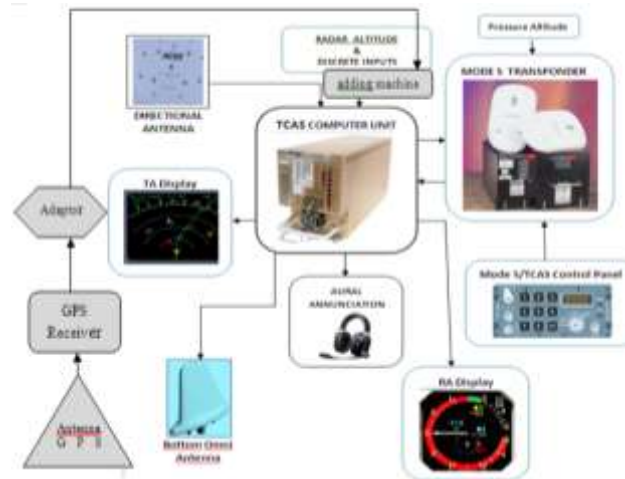 RADAR ALTITUDE
&
DISCRETE INPUTS
Pressure Altitude
adding machine
MODE S TRANSPONDER
DIRECTIONAL
ANTENNA
TCAS COMPUTER UNIT
TA Display
Adaptor
Mode S/TCAS Control Panel
AURAL
ANNUNCIATION
GPS
Receiver
RA Display
Antenna
G P S
Bottom Omni
Antenna